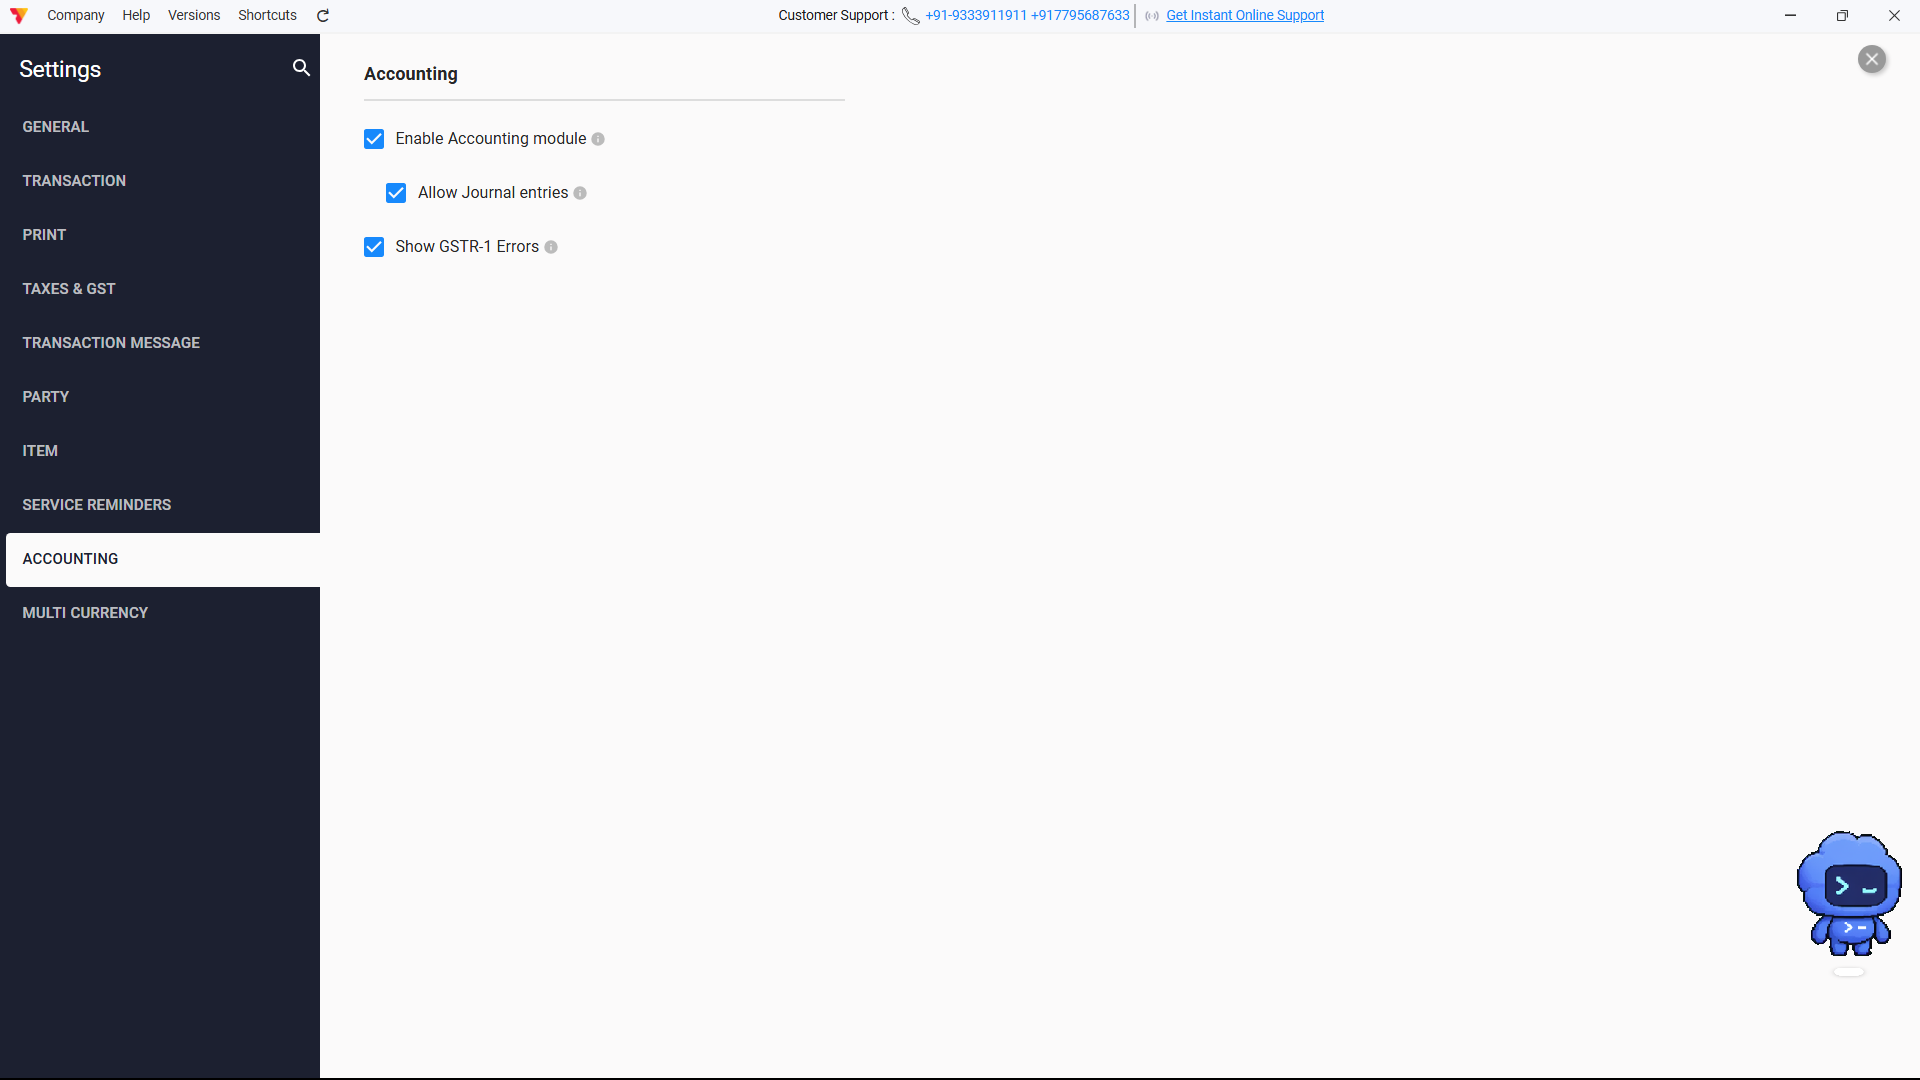 Company Help Versions Shortcuts
Customer Support : +91-9333911911 +917795687633 Get Instant Online Support
Settings
GENERAL
TRANSACTION
PRINT
TAXES & GST
TRANSACTION MESSAGE
PARTY
ITEM
SERVICE REMINDERS
ACCOUNTING
MULTI CURRENCY
Accounting
Enable Accounting module
Allow Journal entries
Show GSTR-1 Errors